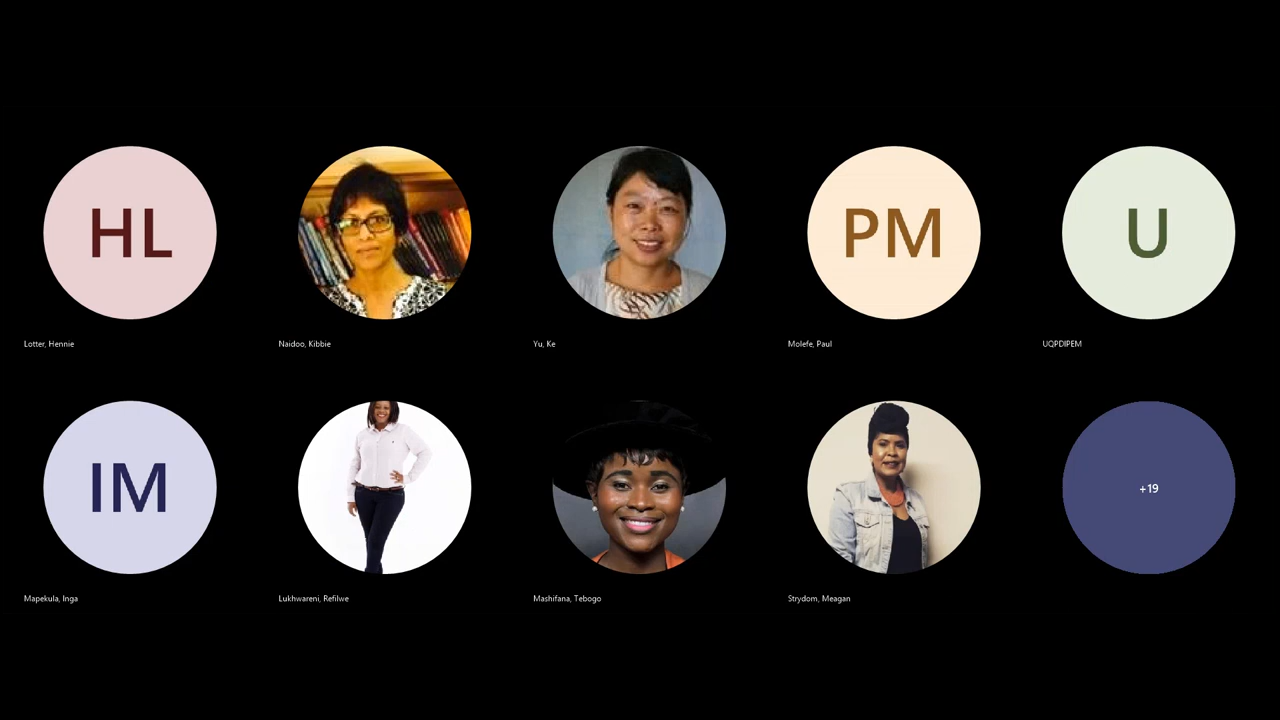 HL
PM
U
Lotter, Hennie
Naidoo, Kibbie
Yu, Ke
Molefe, Paul
UQPDIPEM
IM
+19
Mapekula, Inga
Lukhwareni, Refilwe
Mashifana, Tebogo
Strydom, Meagan